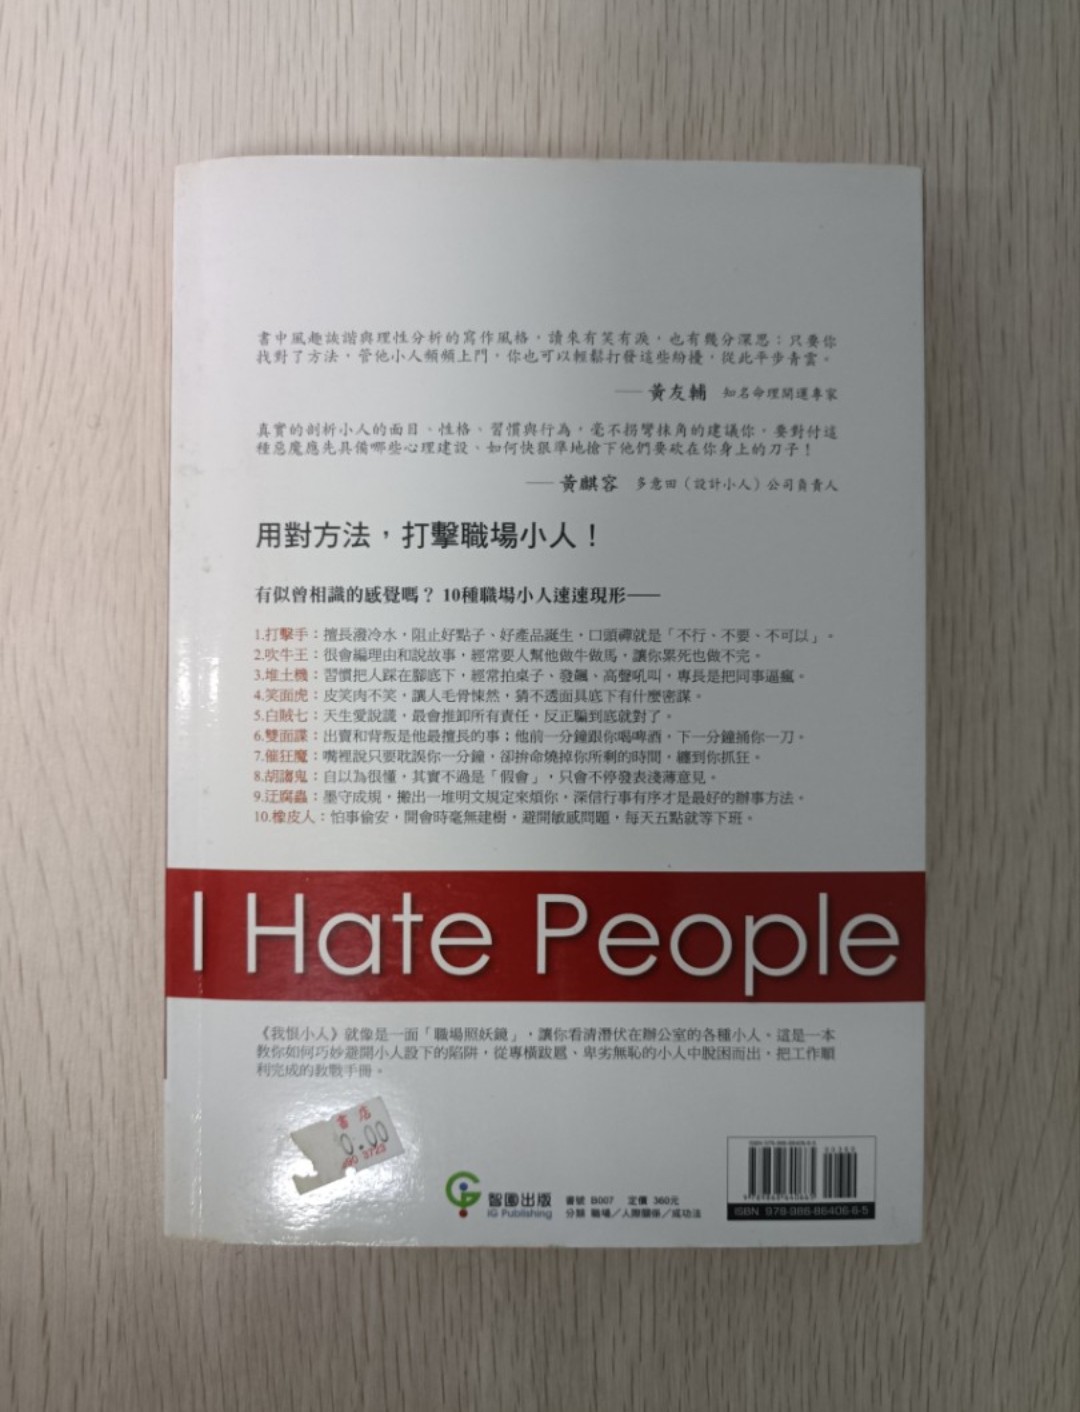 書中風趣詼諧與理性分析的寫作風格，讀來有笑有淚，也有幾分深思；只要你
找對了方法，管他小人頻頻上門，你也可以輕鬆打發這些紛擾，從此平步青雲。
——黃友輔 知名命理開運專家
真實的剖析小人的面目、性格、習慣與行為，毫不拐彎抹角的建議你，要對付這
種惡魔應先具備哪些心理建設、如何快狠準地搶下他們要砍在你身上的刀子！
——黃麒容 多意田（設計小人）公司負責人
用對方法，打擊職場小人！
有似曾相識的感覺嗎？10種職場小人速速現形——
1.打擊手：擅長潑冷水，阻止好點子、好產品誕生，口頭禪就是「不行、不要、不可以」。
2.吹牛王：很會編理由和說故事，經常要人幫他做牛做馬，讓你累死也做不完。
3.堆土機：習慣把人踩在腳底下，經常拍桌子、發飆、高聲吼叫，專長是把同事逼瘋。
4.笑面虎：皮笑肉不笑，讓人毛骨悚然，猜不透面具底下有什麼密謀。
5.白賊七：天生愛說謊，最會推卸所有責任，反正騙到底就對了。
6.雙面諜：出賣和背叛是他最擅長的事；他前一分鐘跟你喝啤酒，下一分鐘捅你一刀。
7.催狂魔：嘴裡說只要耽誤你一分鐘，卻拚命燒掉你所剩的時間，纏到你抓狂。
8.胡謅鬼：自以為很懂，其實不過是「假會」，只會不停發表淺薄意見。
9.迂腐蟲：墨守成規，搬出一堆明文規定來煩你，深信行事有序才是最好的辦事方法。
10.橡皮人：怕事偷安，開會時毫無建樹，避開敏感問題，每天五點就等下班。
I Hate People
《我恨小人》就像是一面「職場照妖鏡」，讓你看清潛伏在辦公室的各種小人。這是一本
教你如何巧妙避開小人設下的陷阱，從專橫跋扈、卑劣無恥的小人中脫困而出、把工作順
利完成的教戰手冊。
書店
0.00
3723
智園出版
iG Publishing
書號 B007 定價 360元
分類 職場／人際關係／成功法
ISBN 978-986-86406-6-5
ISBN 978-986-86406-6-5